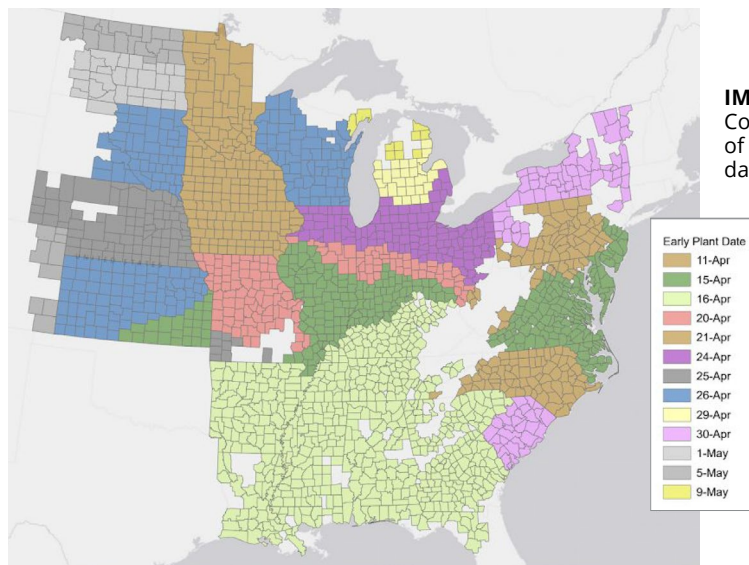 IM
Co
of
da
Early Plant Date
11-Apr
15-Apr
16-Apr
20-Apr
21-Apr
24-Apr
25-Apr
26-Apr
29-Apr
30-Apr
1-May
5-May
9-May